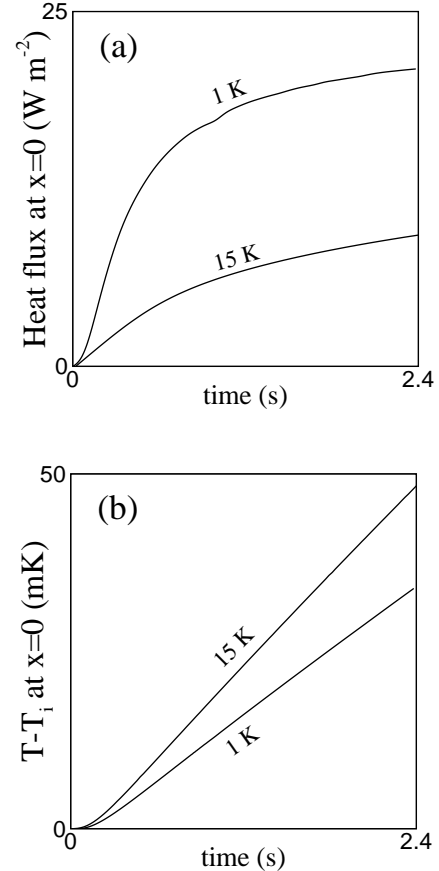 25
(a)
1 K
15 K
Heat flux at x=0 (W m⁻²)
0
0
2.4
time (s)
50
(b)
15 K
1 K
T-Tᵢ at x=0 (mK)
0
0
2.4
time (s)